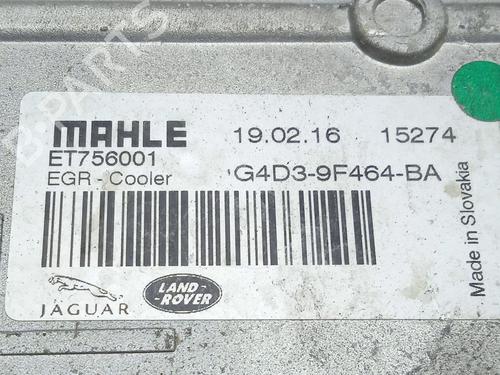 B-PARTS
MAHLE
19.02.16 15274
ET756001
EGR - Cooler
G4D3-9F464-BA
Made in Slovakia
JAGUAR
LAND-
-ROVER